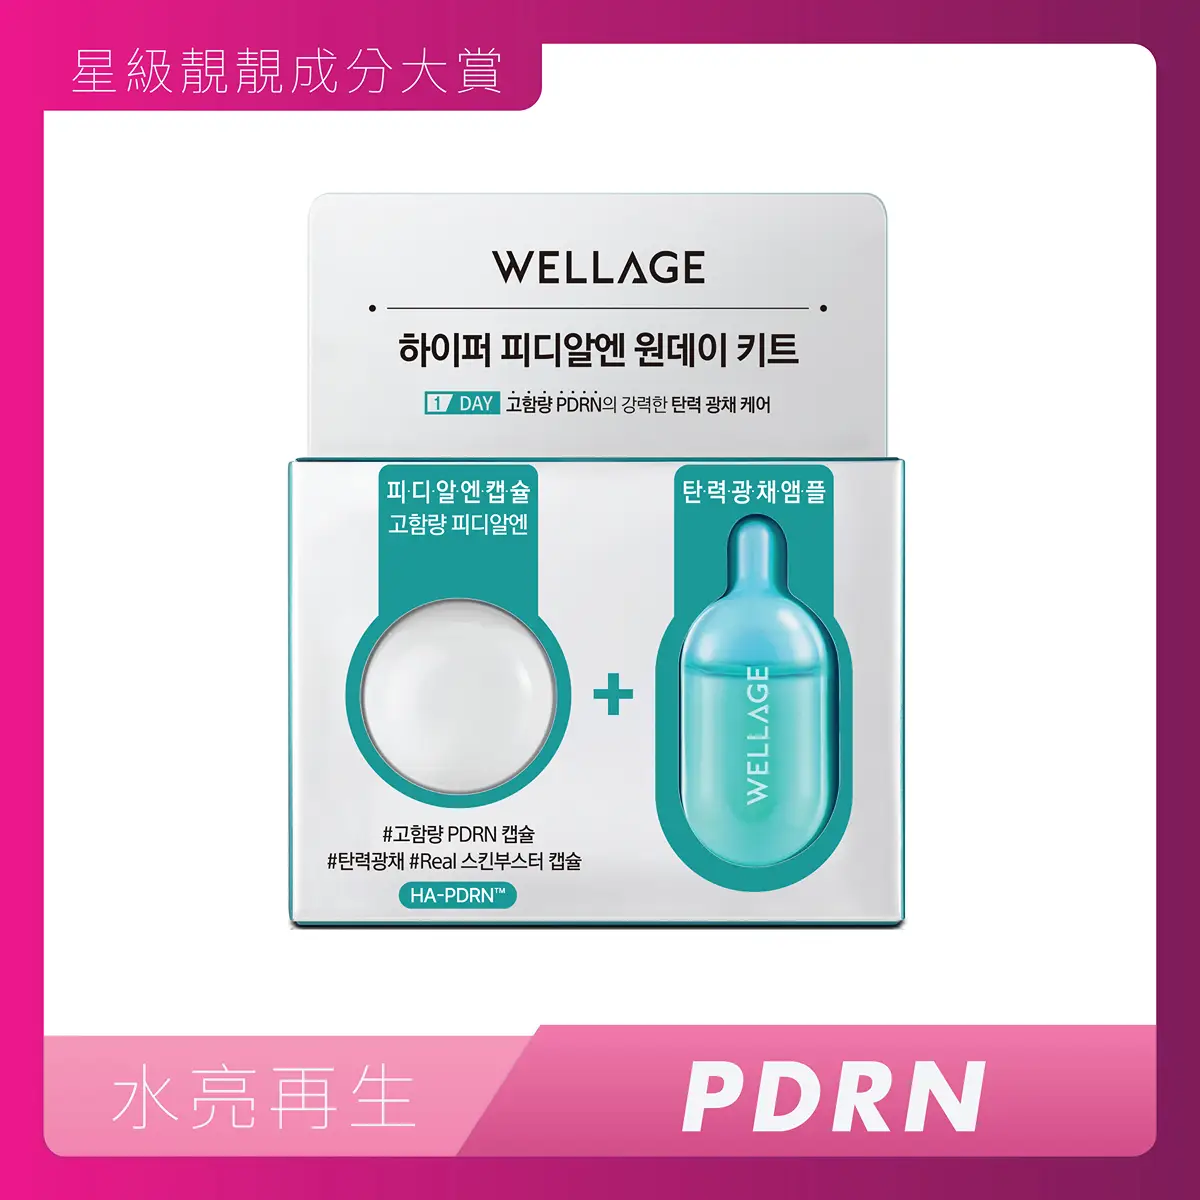 星級靚靚成分大賞
WELLAGE
하이퍼 피디알엔 원데이 키트
1 DAY 고함량 PDRN의 강력한 탄력 광채 케어
피·디·알·엔·캡·슐
고함량 피디알엔
탄·력·광·채·앰·플
WELLAGE
#고함량 PDRN 캡슐
#탄력광채 #Real 스킨부스터 캡슐
HA-PDRN™
水亮再生
PDRN